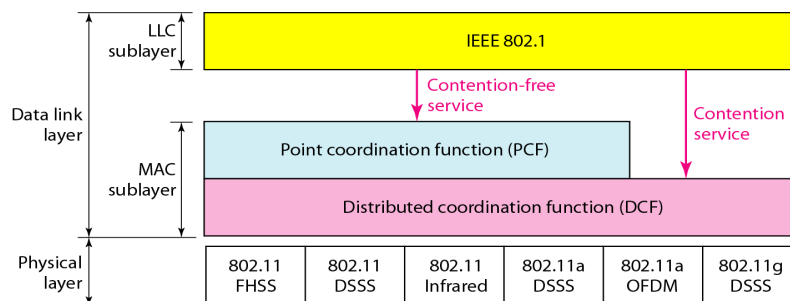 LLC
sublayer
IEEE 802.1
Contention-free
service
Contention
service
Data link
layer
MAC
sublayer
Point coordination function (PCF)
Distributed coordination function (DCF)
Physical
layer
802.11
FHSS
802.11
DSSS
802.11
Infrared
802.11a
DSSS
802.11a
OFDM
802.11g
DSSS